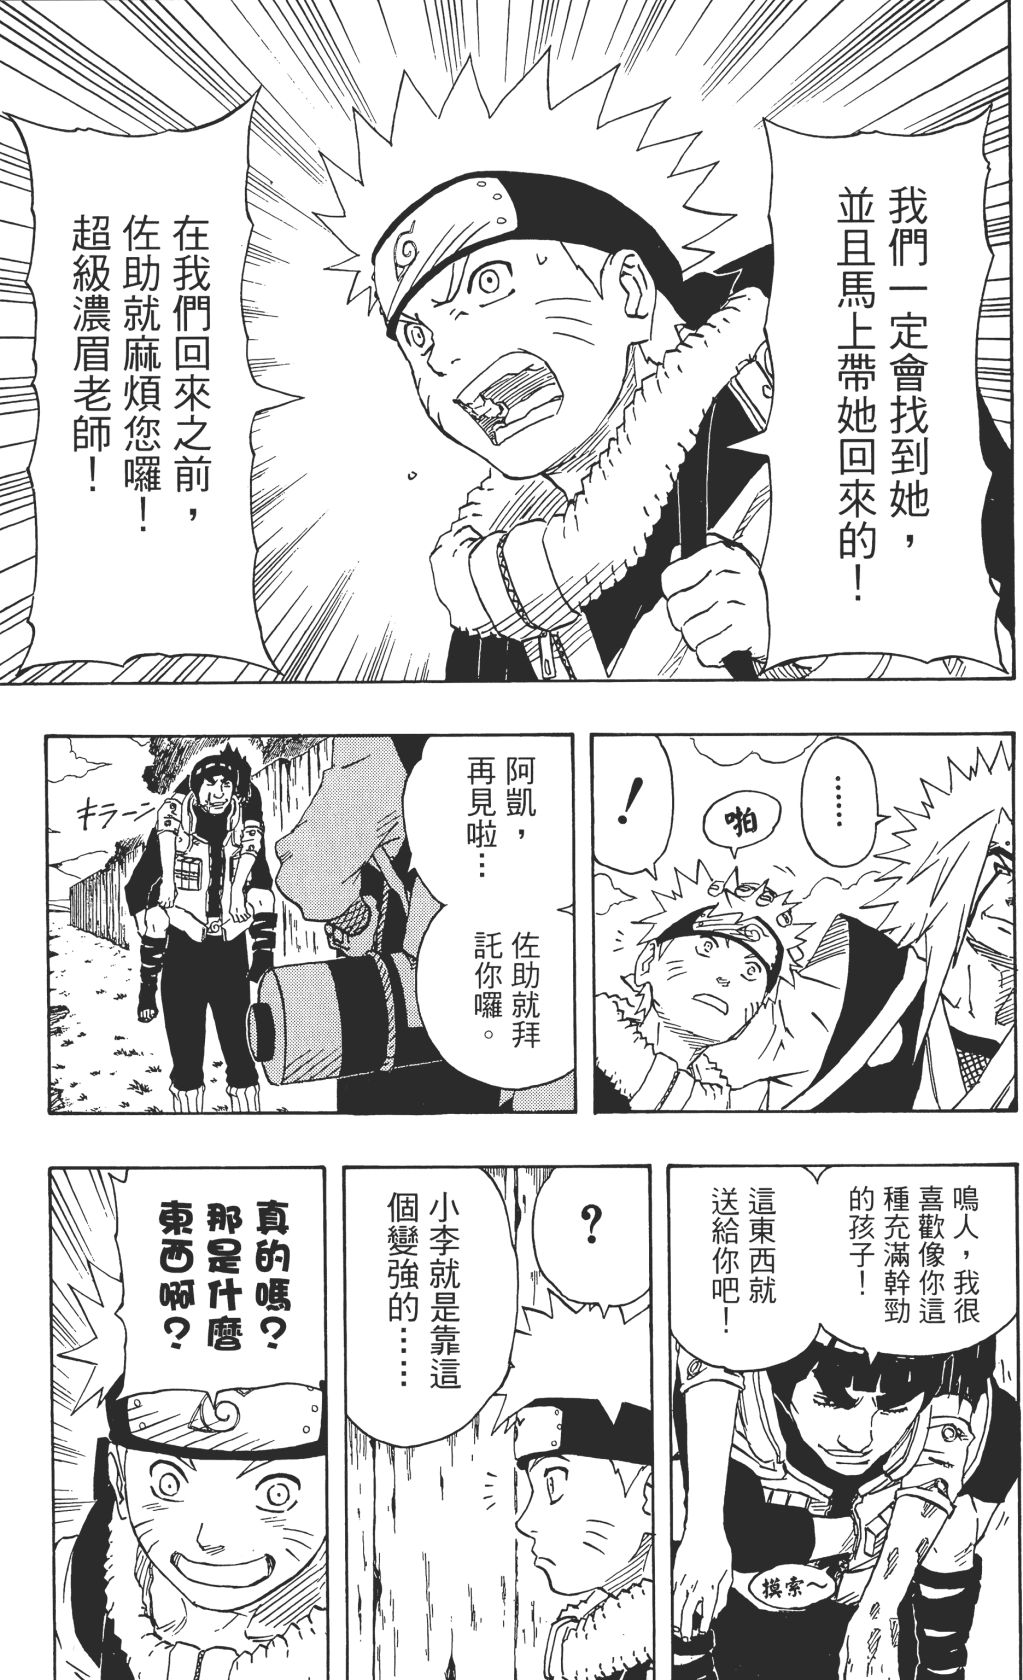 我們一定會找到她，
並且馬上帶她回來的！
在我們回來之前，
佐助就麻煩您囉！
超級濃眉老師！
……
啪
！
阿凱，
再見啦…
佐助就拜
託你囉。
キラーン
鳴人，我很
喜歡像你這
種充滿幹勁
的孩子！
這東西就
送給你吧！
摸索～
？
小李就是靠這
個變強的……
真的嗎？
那是什麼
東西啊？